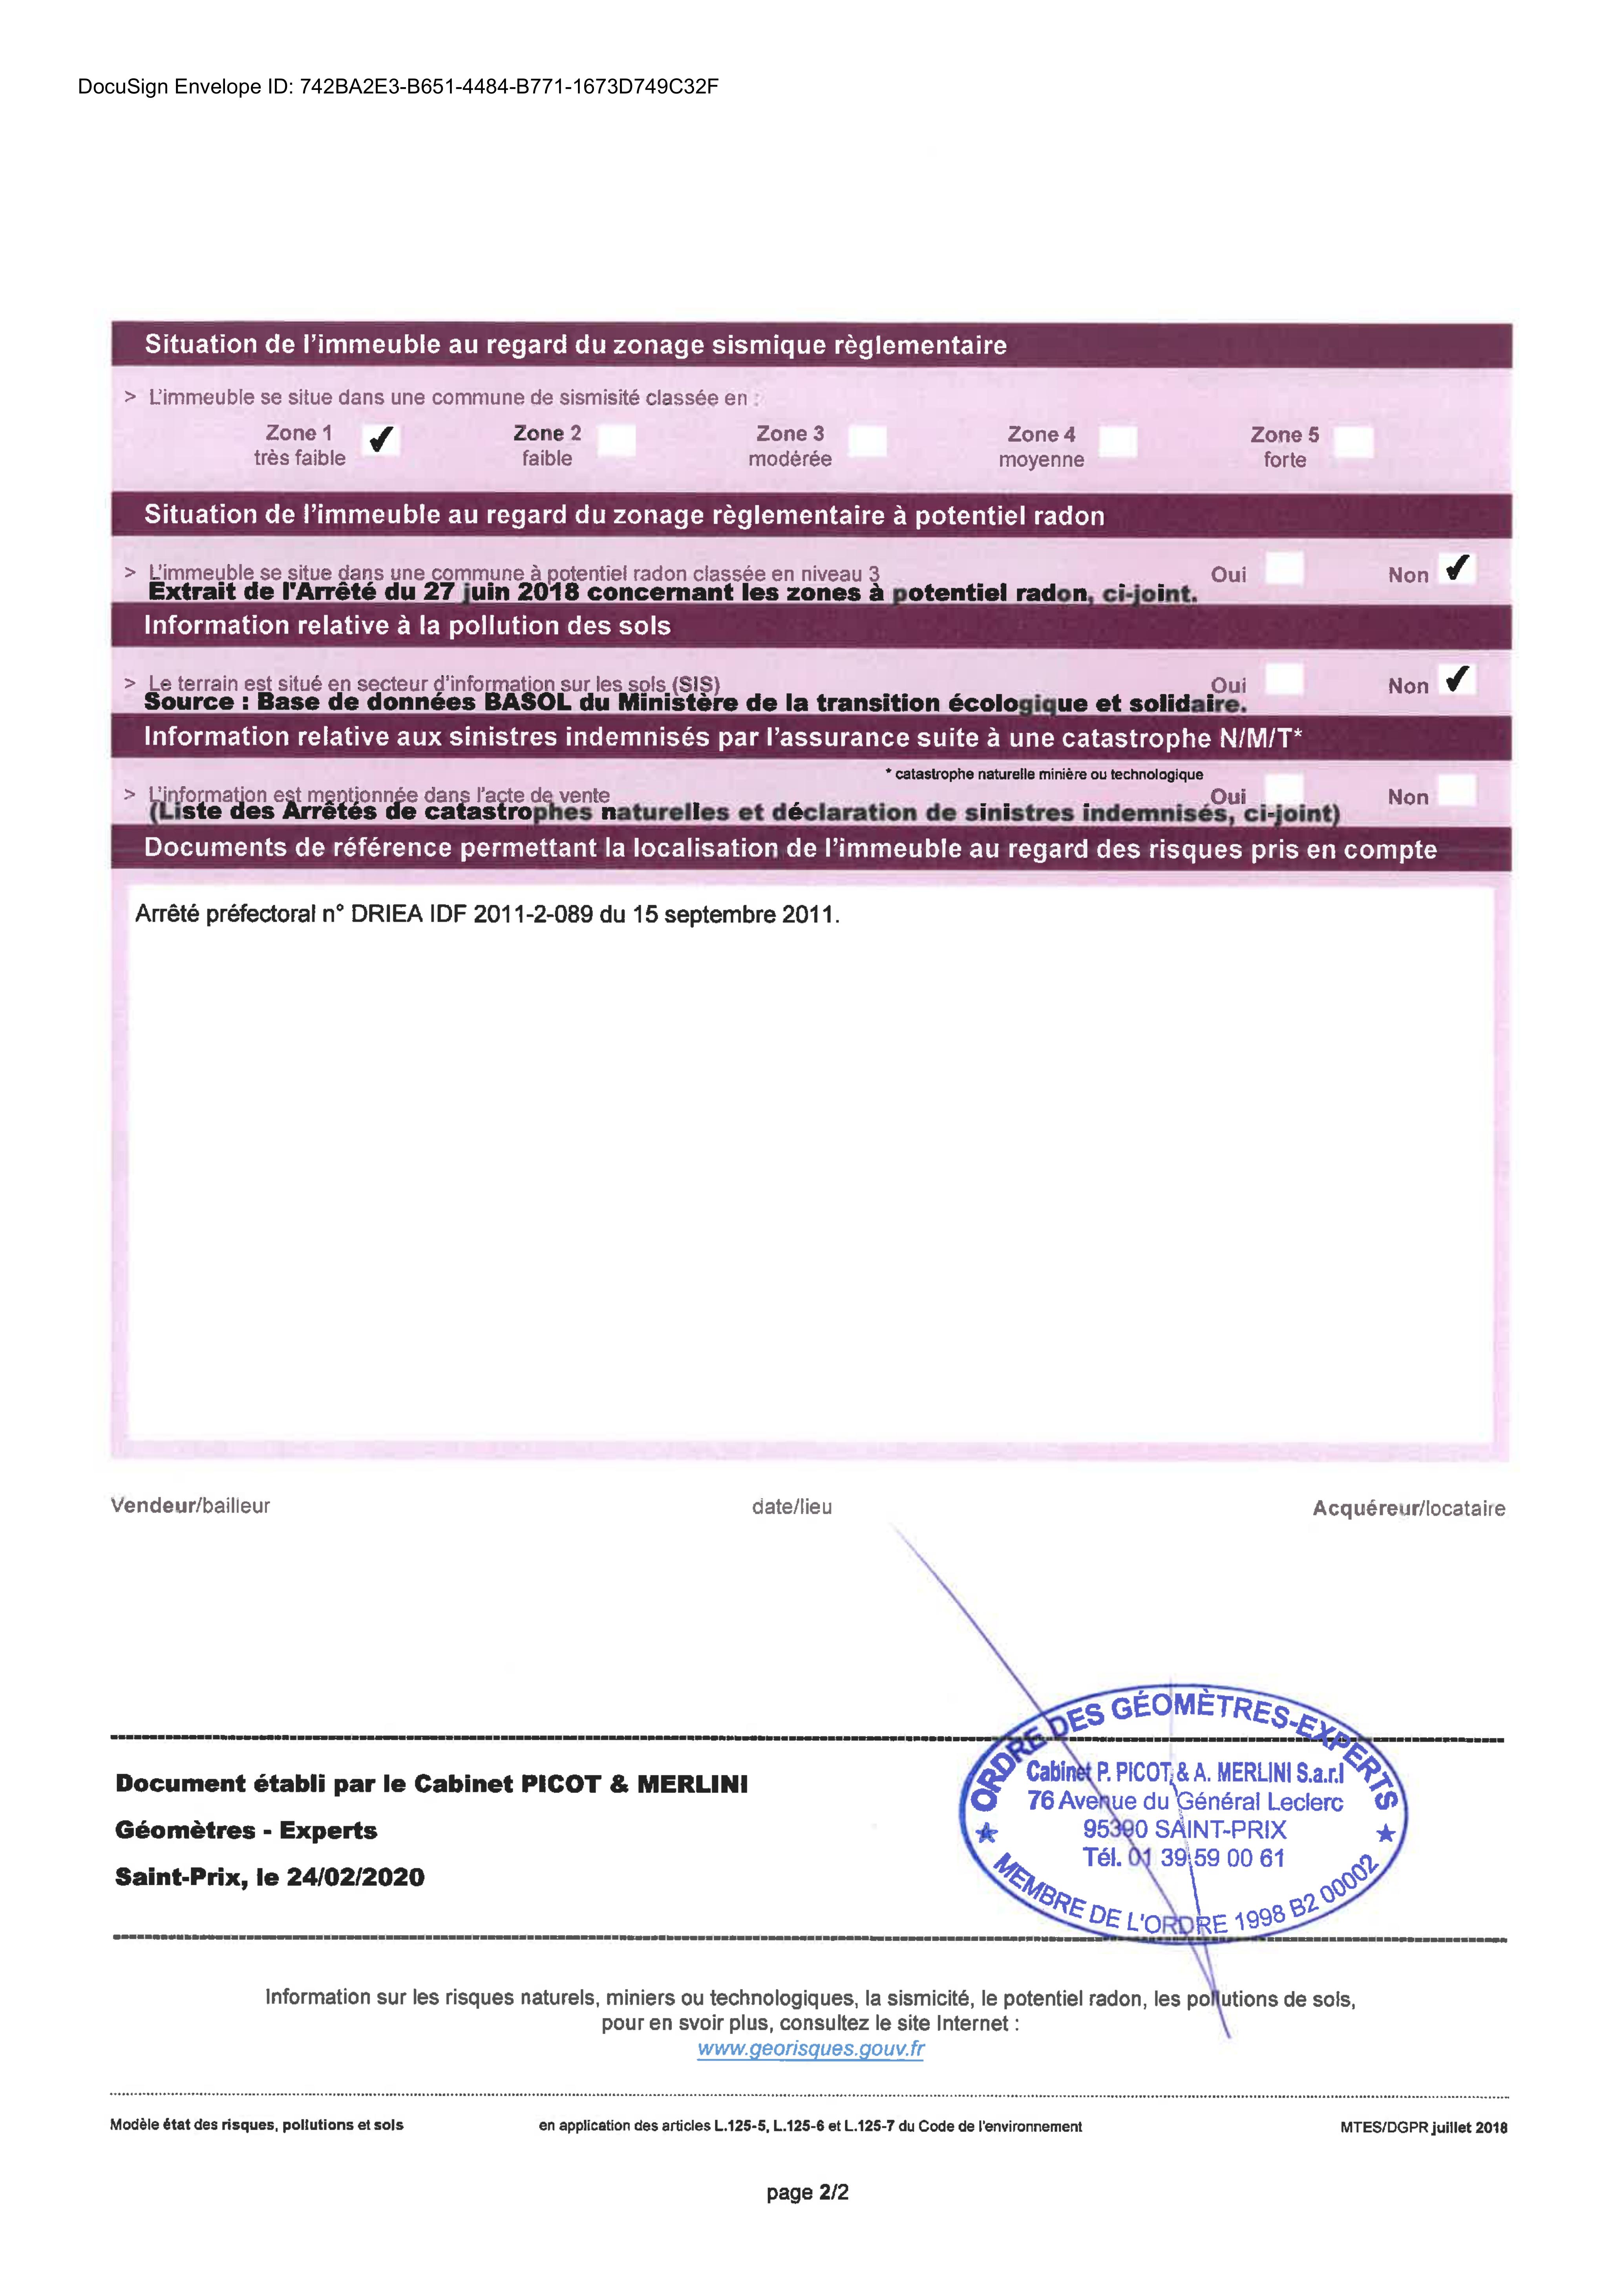 DocuSign Envelope ID: 742BA2E3-B651-4484-B771-1673D749C32F
Situation de l'immeuble au regard du zonage sismique règlementaire
> L'immeuble se situe dans une commune de sismisité classée en :
Zone 1 ✓ Zone 2 Zone 3 Zone 4 Zone 5
très faible faible modérée moyenne forte
Situation de l'immeuble au regard du zonage règlementaire à potentiel radon
> L'immeuble se situe dans une commune à potentiel radon classée en niveau 3 Oui Non ✓
Extrait de l'Arrêté du 27 juin 2018 concernant les zones à potentiel radon, ci-joint.
Information relative à la pollution des sols
> Le terrain est situé en secteur d'information sur les sols (SIS) Oui Non ✓
Source : Base de données BASOL du Ministère de la transition écologique et solidaire.
Information relative aux sinistres indemnisés par l'assurance suite à une catastrophe N/M/T*
* catastrophe naturelle minière ou technologique
> L'information est mentionnée dans l'acte de vente Oui Non
(Liste des Arrêtés de catastrophes naturelles et déclaration de sinistres indemnisés, ci-joint)
Documents de référence permettant la localisation de l'immeuble au regard des risques pris en compte
Arrêté préfectoral n° DRIEA IDF 2011-2-089 du 15 septembre 2011.
Vendeur/bailleur date/lieu Acquéreur/locataire
Document établi par le Cabinet PICOT & MERLINI
Géomètres - Experts
Saint-Prix, le 24/02/2020
ORDRE DES GÉOMÈTRES-EXPERTS
Cabinet P. PICOT & A. MERLINI S.a.r.l
76 Avenue du Général Leclerc
95390 SAINT-PRIX
Tél. 01 39 59 00 61
MEMBRE DE L'ORDRE 1998 B2 00002
Information sur les risques naturels, miniers ou technologiques, la sismicité, le potentiel radon, les pollutions de sols,
pour en svoir plus, consultez le site Internet :
www.georisques.gouv.fr
Modèle état des risques, pollutions et sols en application des articles L.125-5, L.125-6 et L.125-7 du Code de l'environnement MTES/DGPR juillet 2018
page 2/2